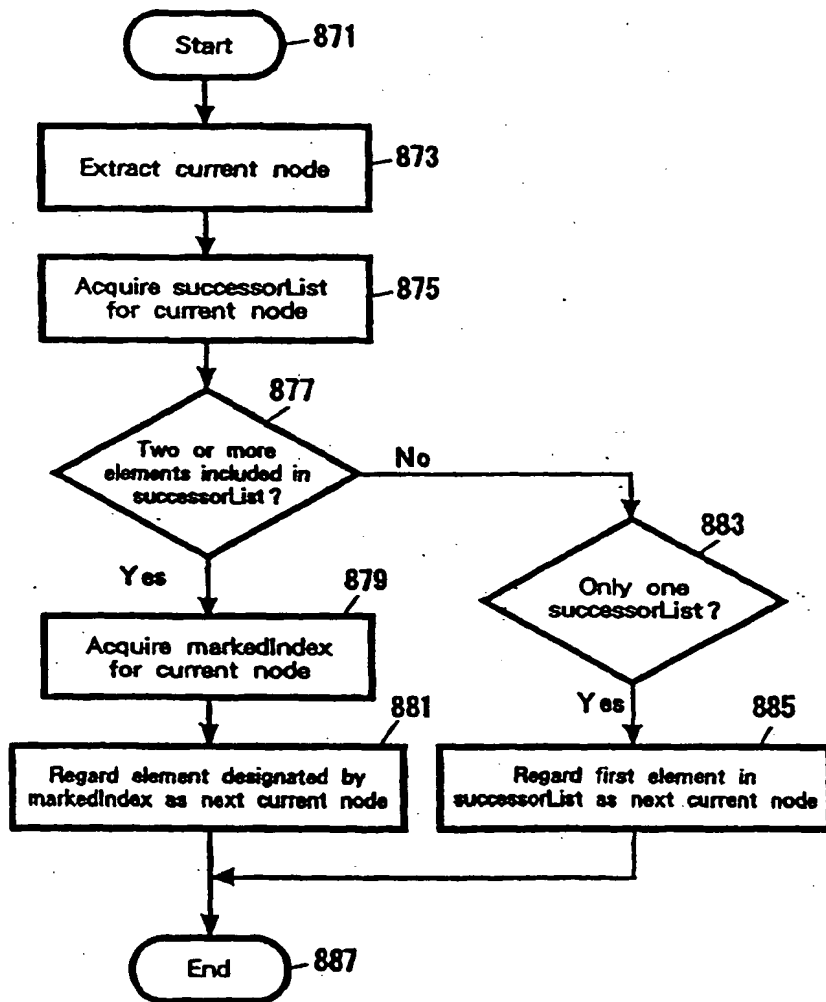 Start
871
Extract current node
873
Acquire successorList
for current node
875
877
Two or more
elements included in
successorList?
No
883
Only one
successorList?
Yes
879
Acquire markedIndex
for current node
Yes
881
Regard element designated by
markedIndex as next current node
885
Regard first element in
successorList as next current node
End
887